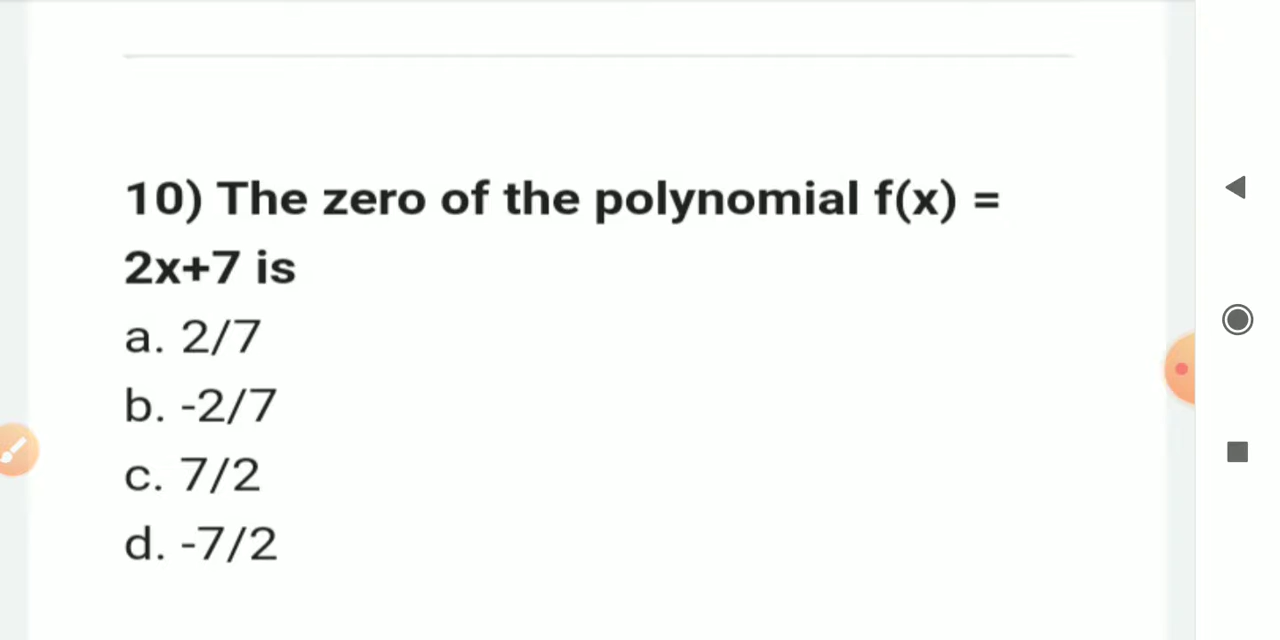 10) The zero of the polynomial f(x) =
2x+7 is
a. 2/7
b. -2/7
c. 7/2
d. -7/2